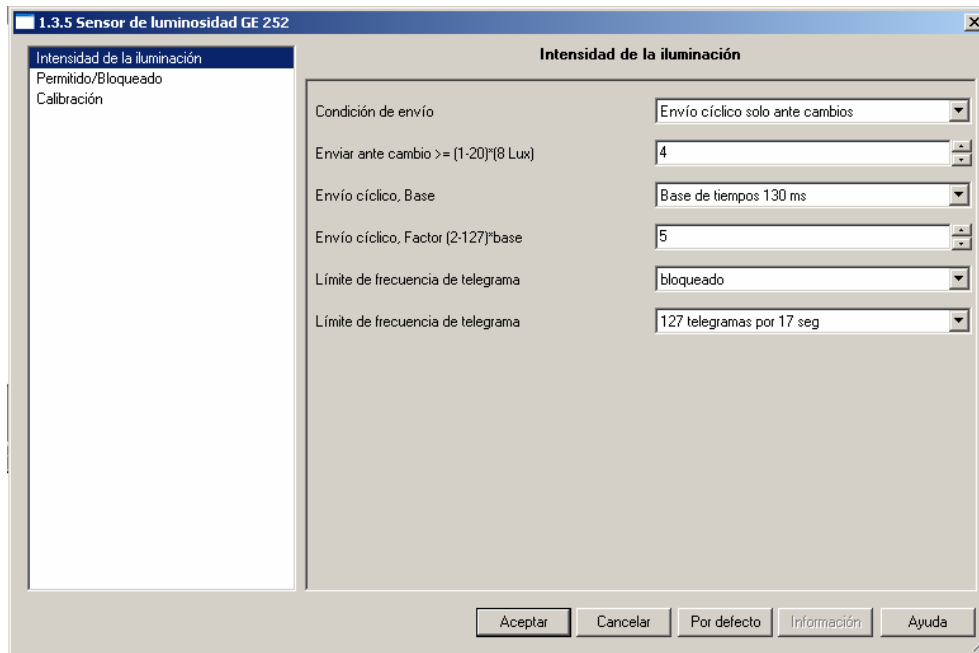 1.3.5 Sensor de luminosidad GE 252
Intensidad de la iluminación
Permitido/Bloqueado
Calibración
Intensidad de la iluminación
Condición de envío
Envío cíclico solo ante cambios
Enviar ante cambio >= (1-20)*(8 Lux)
4
Envío cíclico, Base
Base de tiempos 130 ms
Envío cíclico, Factor (2-127)*base
5
Límite de frecuencia de telegrama
bloqueado
Límite de frecuencia de telegrama
127 telegramas por 17 seg
Aceptar
Cancelar
Por defecto
Información
Ayuda